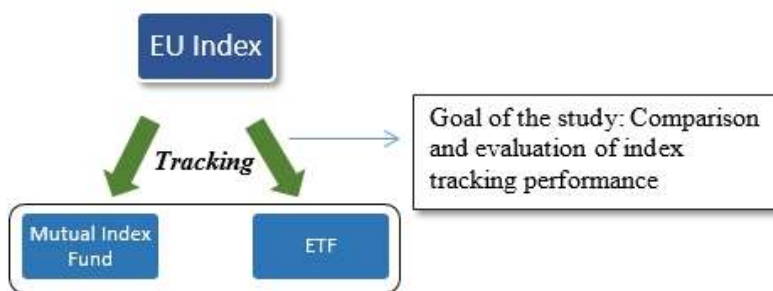 EU Index
Tracking
Goal of the study: Comparison
and evaluation of index
tracking performance
Mutual Index
Fund
ETF